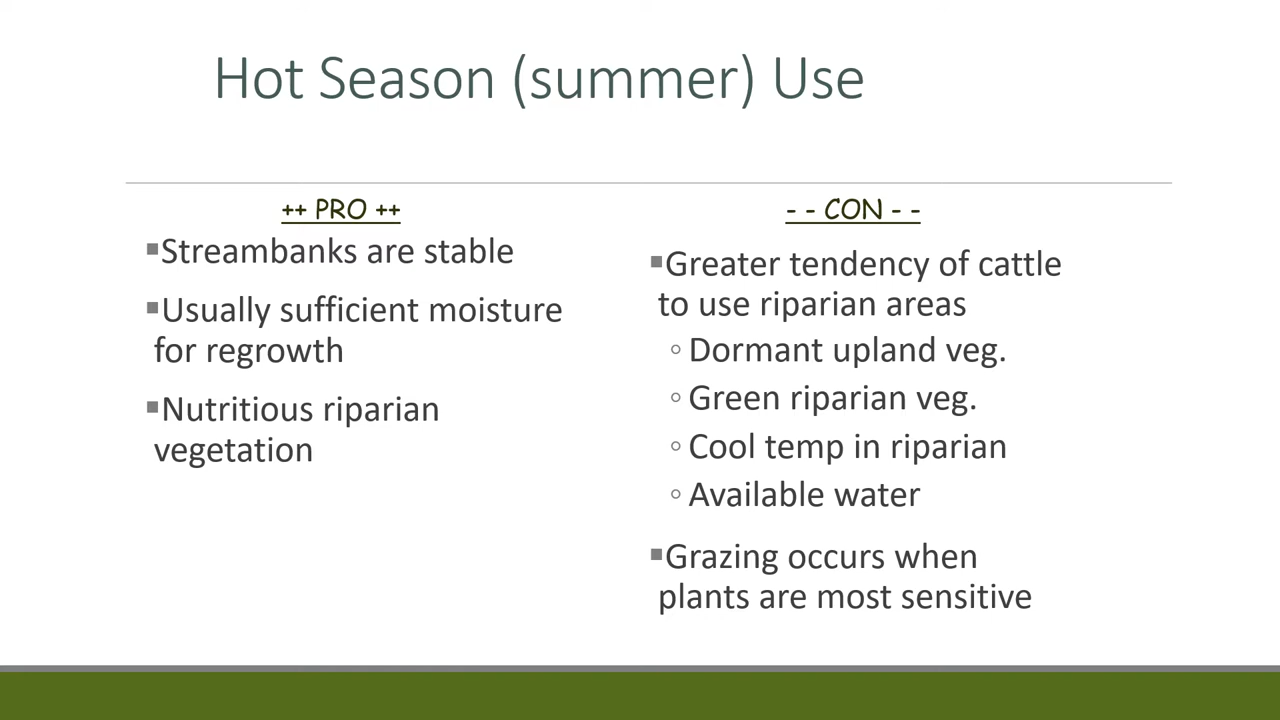 Hot Season (summer) Use
++ PRO ++
▪Streambanks are stable
▪Usually sufficient moisture
for regrowth
▪Nutritious riparian
vegetation
- - CON - -
▪Greater tendency of cattle
to use riparian areas
◦Dormant upland veg.
◦Green riparian veg.
◦Cool temp in riparian
◦Available water
▪Grazing occurs when
plants are most sensitive